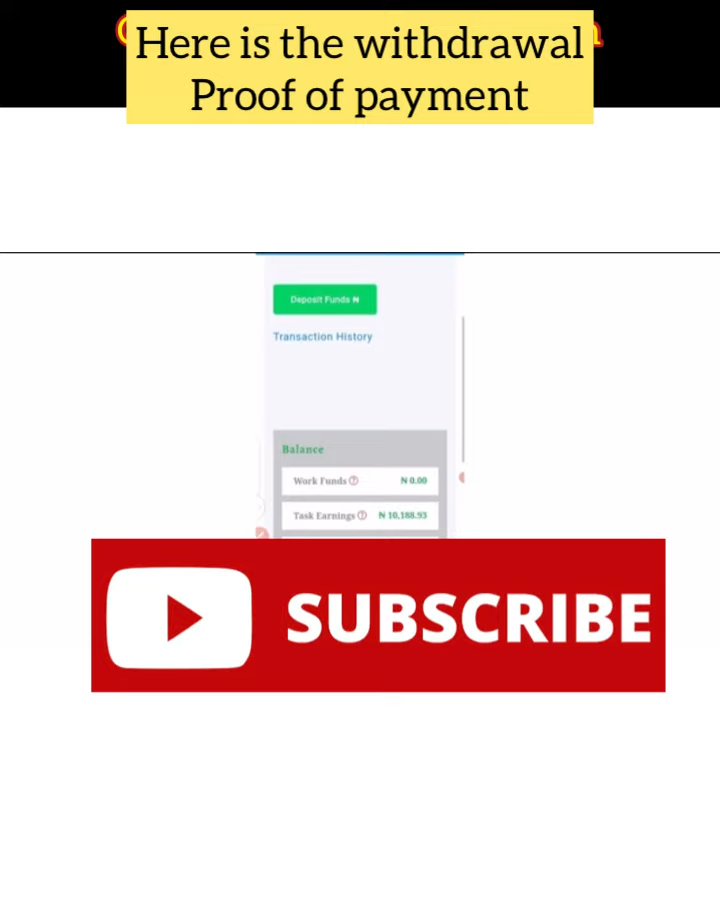 Here is the withdrawal
Proof of payment
Deposit Funds ₦
Transaction History
Balance
Work Funds ₦ 0.00
Task Earnings ₦ 10,188.93
SUBSCRIBE